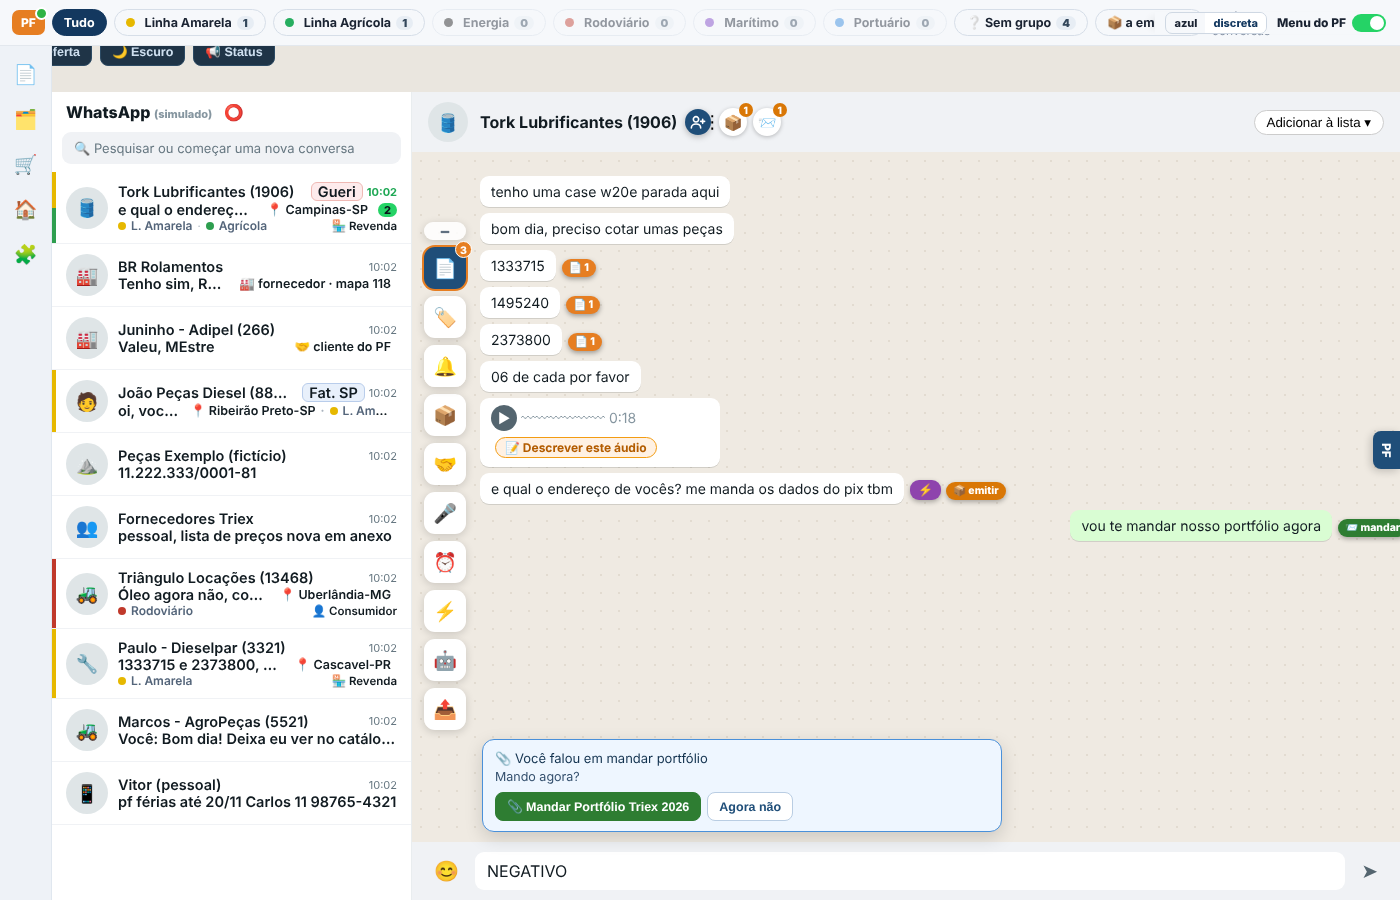 PF Tudo Linha Amarela 1 Linha Agrícola 1 Energia 0 Rodoviário 0 Marítimo 0 Portuário 0 Sem grupo 4 a em azul discreta Menu do PF
ferta Escuro Status
WhatsApp (simulado)
Pesquisar ou começar uma nova conversa
Tork Lubrificantes (1906) Gueri 10:02
e qual o endereç... Campinas-SP 2
L. Amarela · Agrícola Revenda
BR Rolamentos 10:02
Tenho sim, R... fornecedor · mapa 118
Juninho - Adipel (266) 10:02
Valeu, MEstre cliente do PF
João Peças Diesel (88... Fat. SP 10:02
oi, voc... Ribeirão Preto-SP · L. Am...
Peças Exemplo (fictício) 10:02
11.222.333/0001-81
Fornecedores Triex 10:02
pessoal, lista de preços nova em anexo
Triângulo Locações (13468) 10:02
Óleo agora não, co... Uberlândia-MG
Rodoviário Consumidor
Paulo - Dieselpar (3321) 10:02
1333715 e 2373800, ... Cascavel-PR
L. Amarela Revenda
Marcos - AgroPeças (5521) 10:02
Você: Bom dia! Deixa eu ver no catálo...
Vitor (pessoal) 10:02
pf férias até 20/11 Carlos 11 98765-4321
Tork Lubrificantes (1906) 1 1 Adicionar à lista ▾
tenho uma case w20e parada aqui
bom dia, preciso cotar umas peças
3
1333715 1
1495240 1
2373800 1
06 de cada por favor
0:18
Descrever este áudio
PF
e qual o endereço de vocês? me manda os dados do pix tbm emitir
vou te mandar nosso portfólio agora mandar
Você falou em mandar portfólio
Mando agora?
Mandar Portfólio Triex 2026 Agora não
NEGATIVO